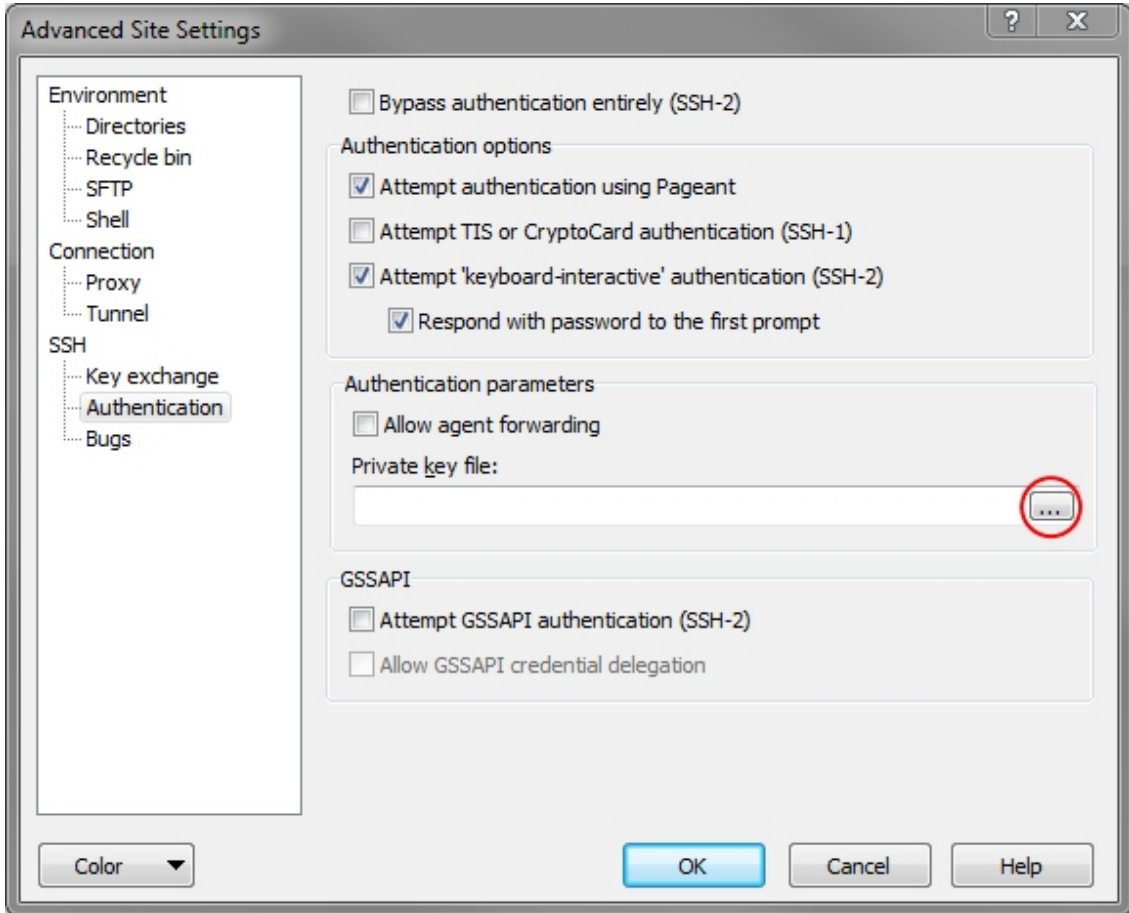 Advanced Site Settings
Environment
Directories
Recycle bin
SFTP
Shell
Connection
Proxy
Tunnel
SSH
Key exchange
Authentication
Bugs
Bypass authentication entirely (SSH-2)
Authentication options
Attempt authentication using Pageant
Attempt TIS or CryptoCard authentication (SSH-1)
Attempt 'keyboard-interactive' authentication (SSH-2)
Respond with password to the first prompt
Authentication parameters
Allow agent forwarding
Private key file:
...
GSSAPI
Attempt GSSAPI authentication (SSH-2)
Allow GSSAPI credential delegation
Color
OK
Cancel
Help